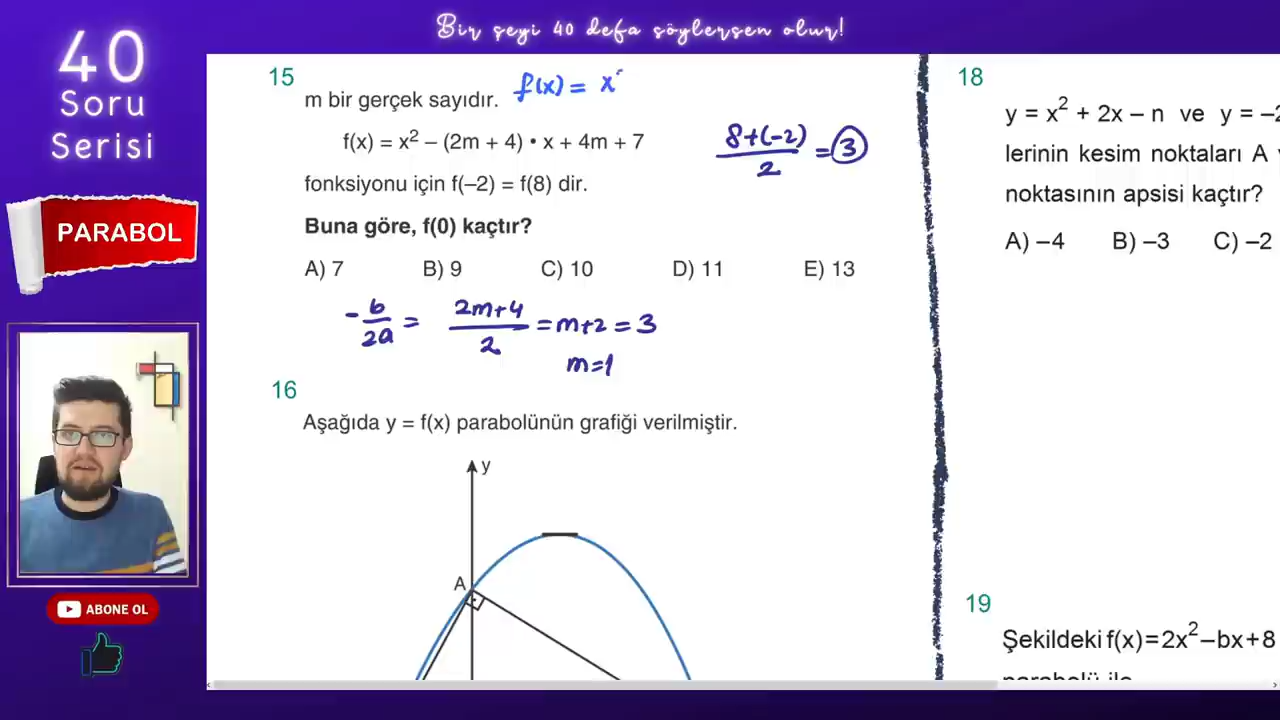 Bir şeyi 40 defa söylersen olur!
40
Soru
Serisi
PARABOL
ABONE OL
15
m bir gerçek sayıdır. f(x) = x
f(x) = x² – (2m + 4) • x + 4m + 7
8+(-2)/2 = 3
fonksiyonu için f(–2) = f(8) dir.
Buna göre, f(0) kaçtır?
A) 7 B) 9 C) 10 D) 11 E) 13
-b/2a = 2m+4/2 = m+2 = 3
m=1
16
Aşağıda y = f(x) parabolünün grafiği verilmiştir.
y
A
18
y = x² + 2x – n ve y = –2
lerinin kesim noktaları A
noktasının apsisi kaçtır?
A) –4 B) –3 C) –2
19
Şekildeki f(x)=2x²–bx+8